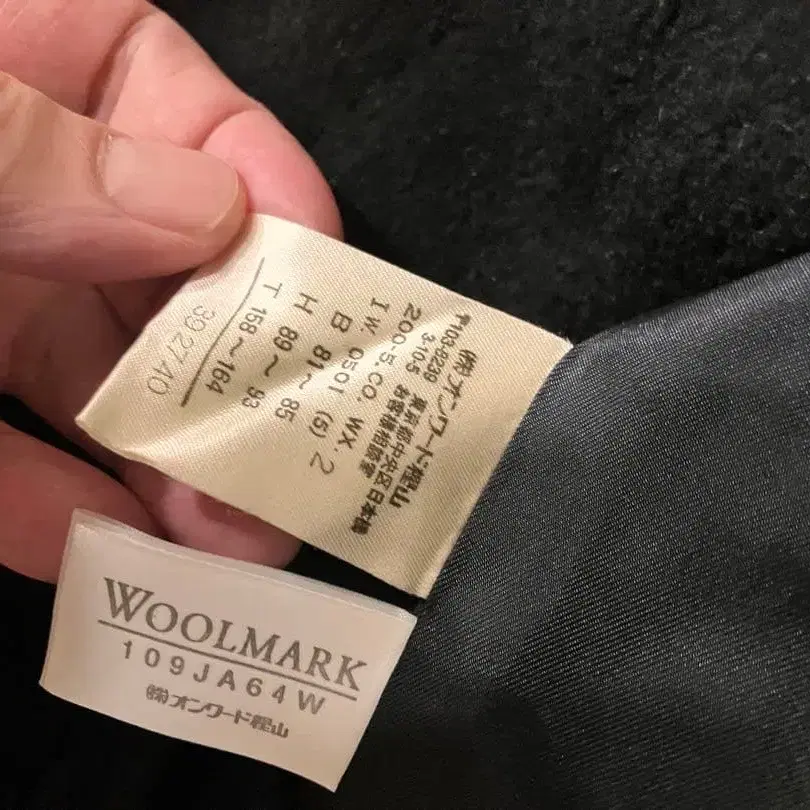 ㈱オンワード樫山
〒103-8239 東京都中央区日本橋
3-10-5 お客様相談室
200-5.CO. WX. 2
I W. 0501 (5)
B 81～85
H 89～93
T 158～164
392740
WOOLMARK
109JA64W
㈱オンワード樫山